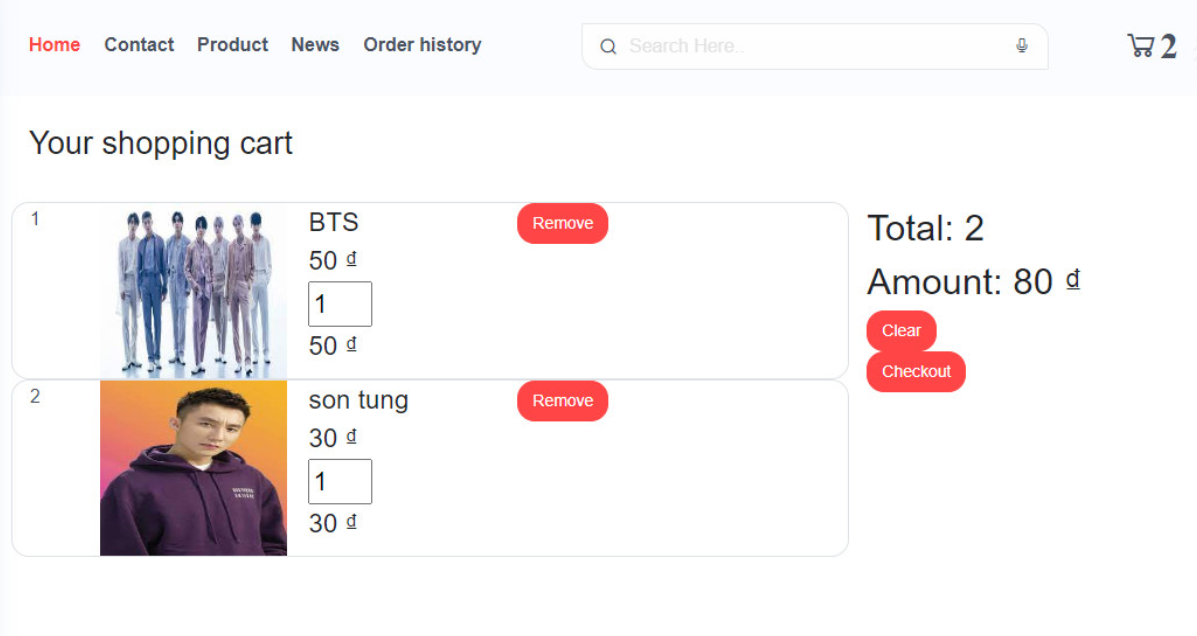 Home Contact Product News Order history Search Here.. 2
Your shopping cart
1
BTS
Remove
50 ₫
1
50 ₫
2
son tung
Remove
30 ₫
1
30 ₫
Total: 2
Amount: 80 ₫
Clear
Checkout